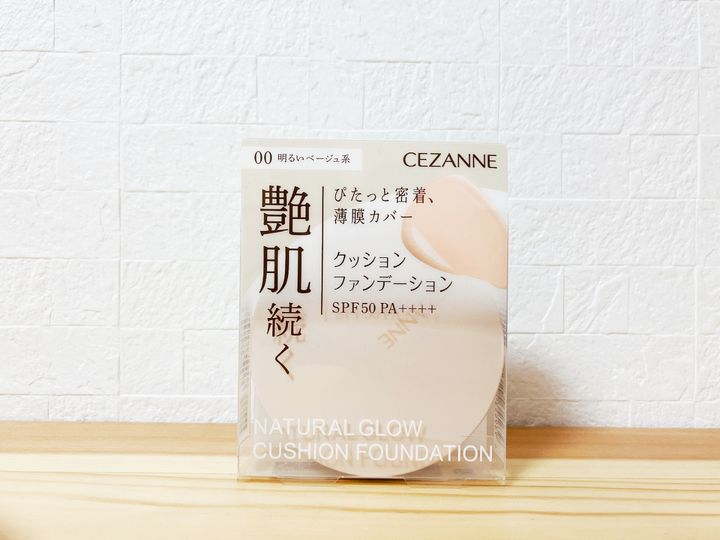 00 明るいベージュ系
CEZANNE
艶肌続く
ぴたっと密着、
薄膜カバー
クッション
ファンデーション
SPF50 PA++++
CEZANNE
NATURAL GLOW
CUSHION FOUNDATION